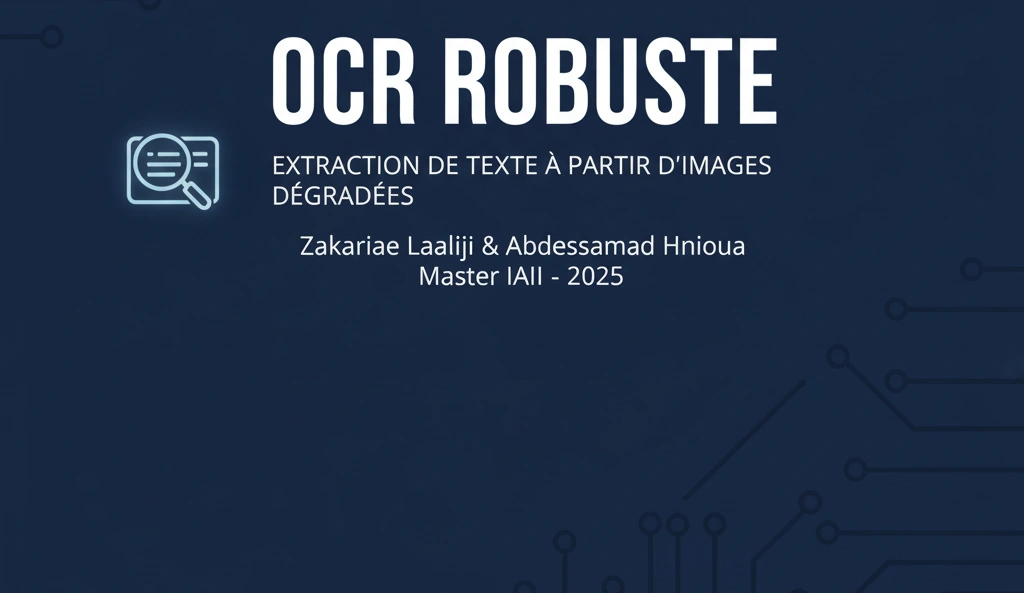 OCR ROBUSTE
EXTRACTION DE TEXTE À PARTIR D’IMAGES
DÉGRADÉES
Zakariae Laaliji & Abdessamad Hnioua
Master IAII - 2025